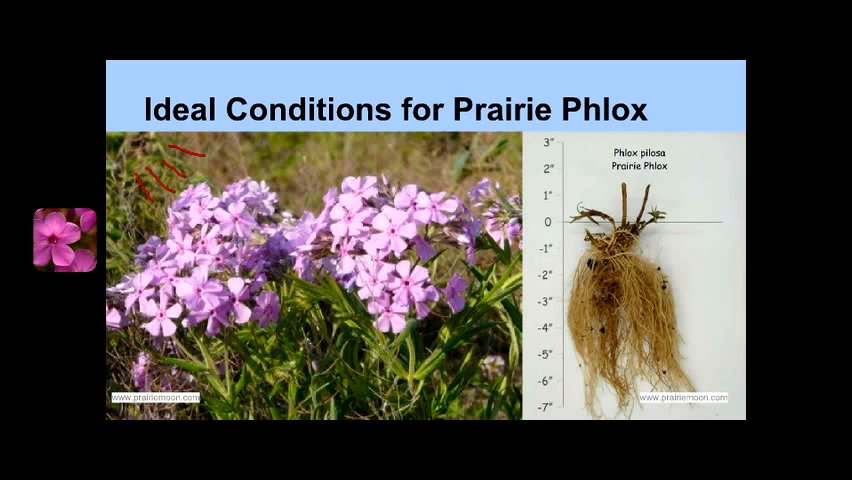 Ideal Conditions for Prairie Phlox
3"
Phlox pilosa
2"
Prairie Phlox
1"
0
-1"
-2"
-3"
-4"
-5"
-6"
-7"
www.prairiemoon.com
www.prairiemoon.com